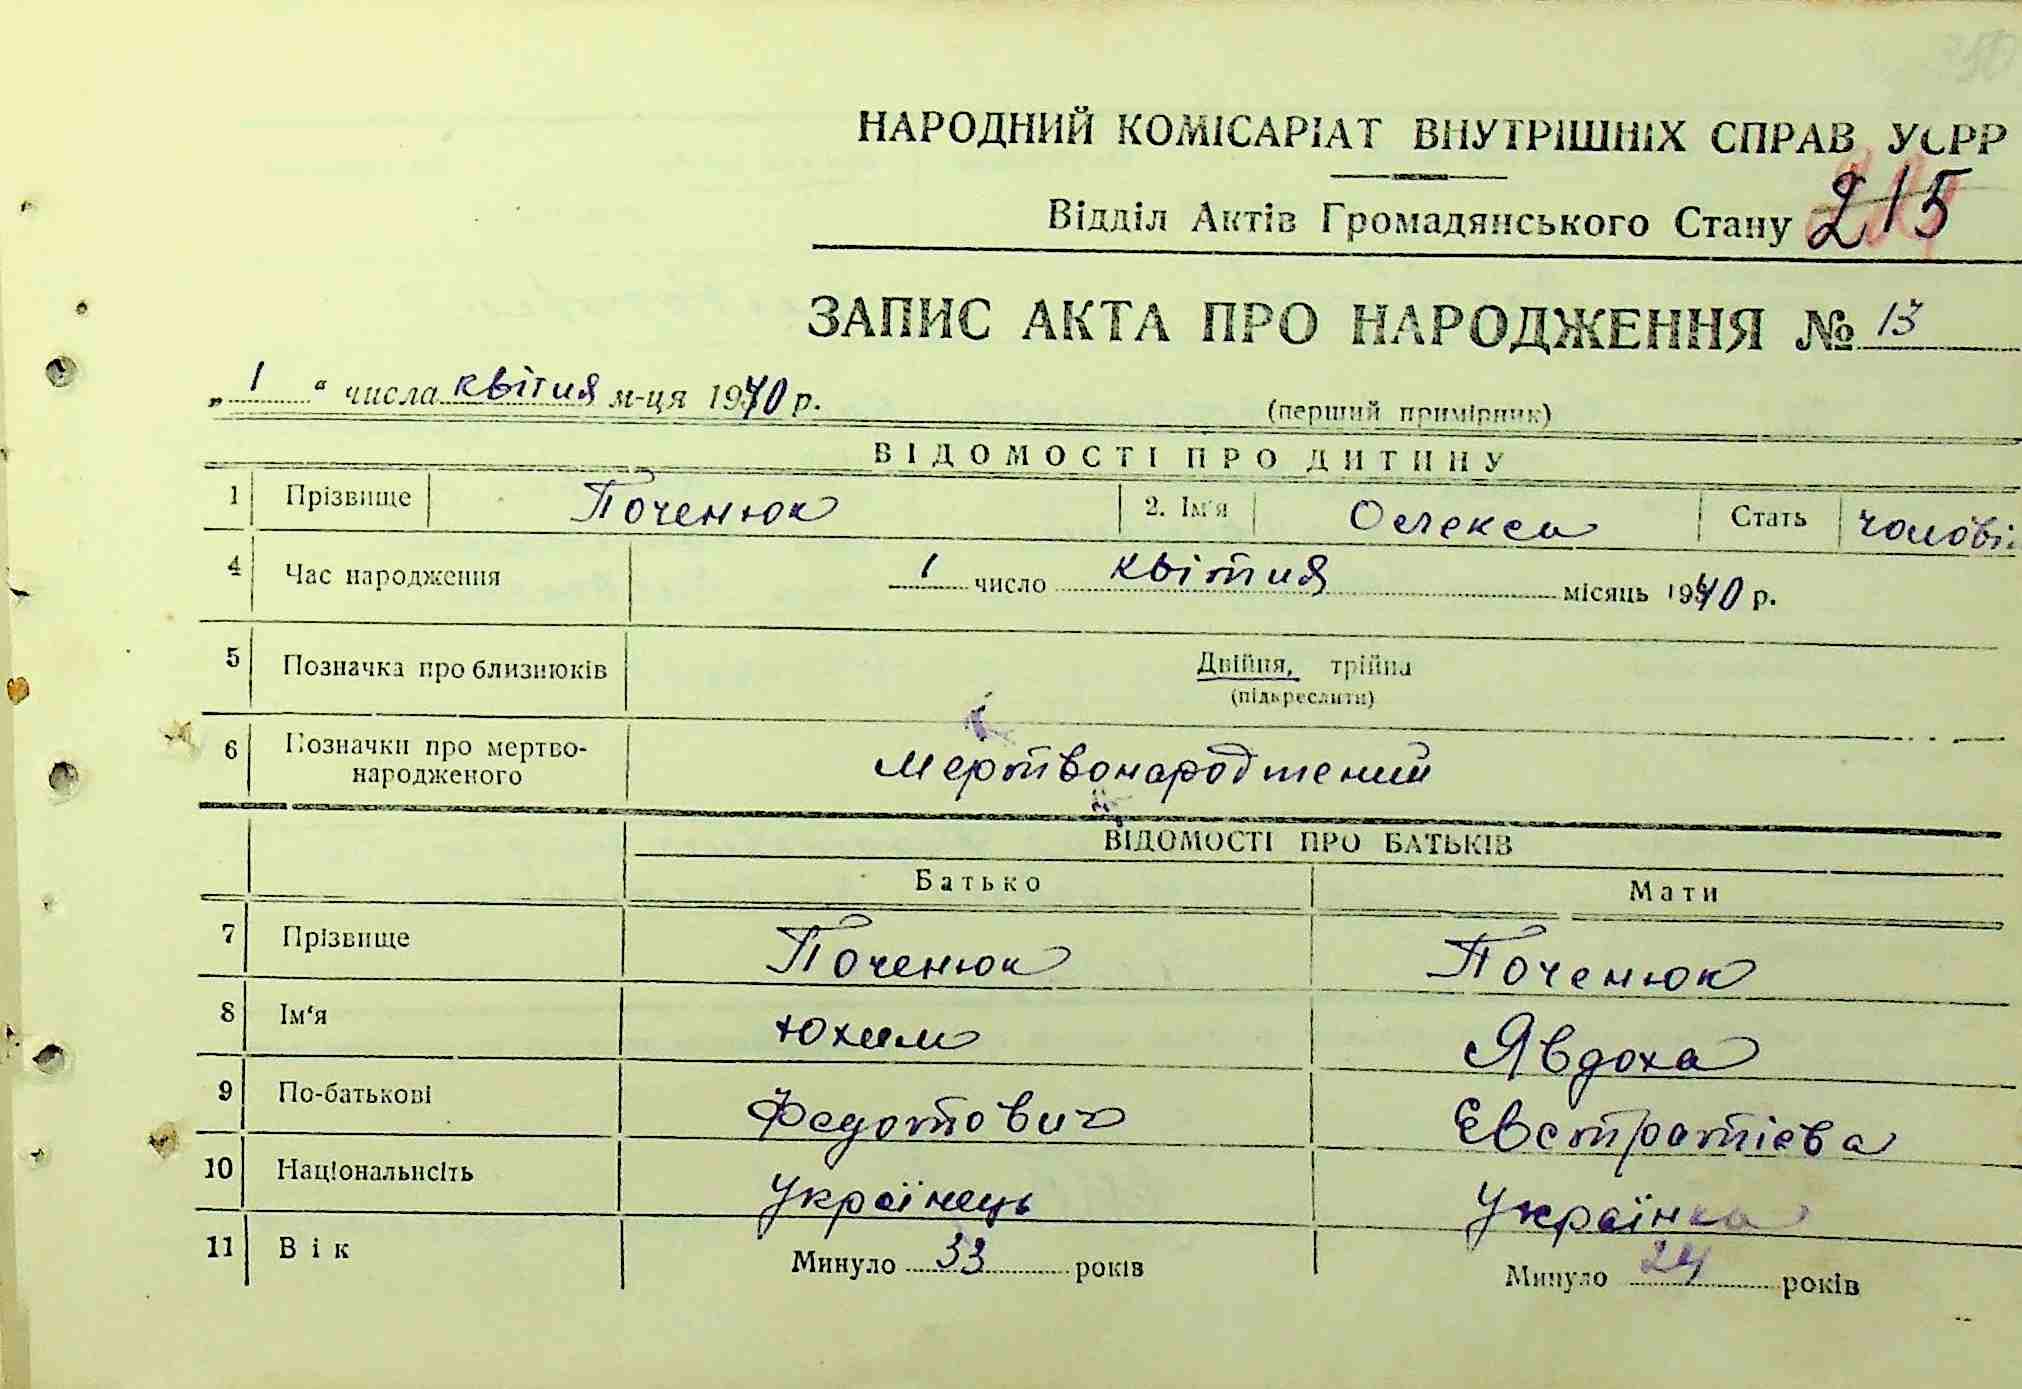 НАРОДНИЙ КОМІСАРІАТ ВНУТРІШНІХ СПРАВ УСРР
Відділ Актів Громадянського Стану 215
ЗАПИС АКТА ПРО НАРОДЖЕННЯ № 13
„ 1 “ числа квітня м-ця 1940 р. (перший примірник)
ВІДОМОСТІ ПРО ДИТИНУ
1 Прізвище Поченюк 2. Ім'я Олекса Стать чолові
4 Час народження 1 число квітня місяць 1940 р.
5 Позначка про близнюків Двійня, трійна
(підкреслити)
6 Позначки про мертво-
народженого Мертвонароджений
ВІДОМОСТІ ПРО БАТЬКІВ
Батько Мати
7 Прізвище Поченюк Поченюк
8 Ім‘я Юхим Явдоха
9 По-батькові Федотович Євстратієва
10 Національність Українець Українка
11 Вік Минуло 33 років Минуло 24 років